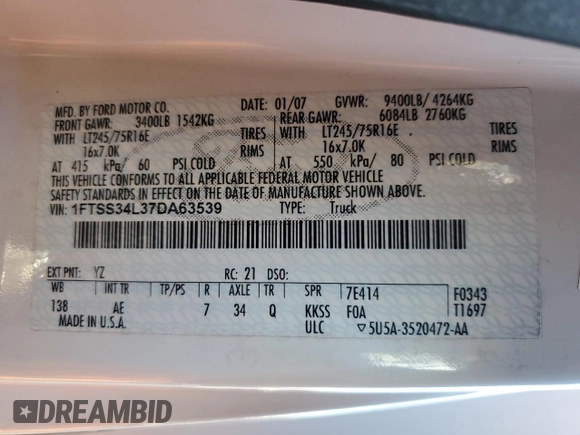 MFD. BY FORD MOTOR CO. DATE: 01/07 GVWR: 9400LB/ 4264KG
FRONT GAWR: 3400LB 1542KG REAR GAWR: 6084LB 2760KG
WITH LT245/75R16E TIRES WITH LT245/75R16E TIRES
16x7.0K RIMS 16x7.0K RIMS
AT 415 kPa/ 60 PSI COLD AT 550 kPa/ 80 PSI COLD
THIS VEHICLE CONFORMS TO ALL APPLICABLE FEDERAL MOTOR VEHICLE
SAFETY STANDARDS IN EFFECT ON THE DATE OF MANUFACTURE SHOWN ABOVE.
VIN: 1FTSS34L37DA63539 TYPE: Truck
EXT PNT: YZ RC: 21 DSO:
WB INT TR TP/PS R AXLE TR SPR 7E414 F0343
138 AE 7 34 Q KKSS FOA T1697
MADE IN U.S.A. ULC ▽5U5A-3520472-AA
DREAMBID